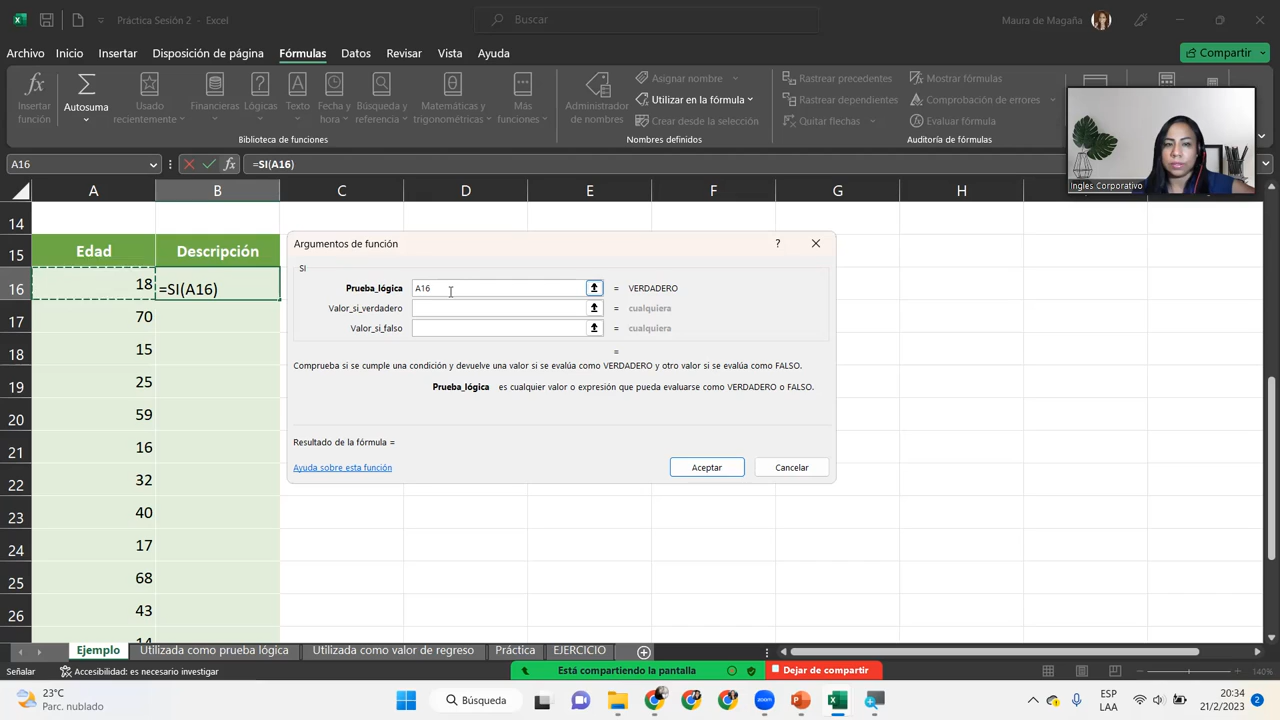 Práctica Sesión 2 - Excel
Buscar
Maura de Magaña
Archivo Inicio Insertar Disposición de página Fórmulas Datos Revisar Vista Ayuda
Compartir
Insertar función
Autosuma
Usado recientemente
Financieras
Lógicas
Texto
Fecha y hora
Búsqueda y referencia
Matemáticas y trigonométricas
Más funciones
Biblioteca de funciones
Administrador de nombres
Asignar nombre
Utilizar en la fórmula
Crear desde la selección
Nombres definidos
Rastrear precedentes
Rastrear dependientes
Quitar flechas
Mostrar fórmulas
Comprobación de errores
Evaluar fórmula
Auditoría de fórmulas
Ingles Corporativo
A16
fx
=SI(A16)
A B C D E F G H I
14
15 Edad Descripción
16 18 =SI(A16)
17 70
18 15
19 25
20 59
21 16
22 32
23 40
24 17
25 68
26 43
14
Argumentos de función
?
SI
Prueba_lógica A16 = VERDADERO
Valor_si_verdadero = cualquiera
Valor_si_falso = cualquiera
=
Comprueba si se cumple una condición y devuelve una valor si se evalúa como VERDADERO y otro valor si se evalúa como FALSO.
Prueba_lógica es cualquier valor o expresión que pueda evaluarse como VERDADERO o FALSO.
Resultado de la fórmula =
Ayuda sobre esta función
Aceptar
Cancelar
Ejemplo Utilizada como prueba lógica Utilizada como valor de regreso Práctica EJERCICIO
Señalar
Accesibilidad: es necesario investigar
Está compartiendo la pantalla
Dejar de compartir
140%
23°C
Parc. nublado
Búsqueda
zoom
ESP
LAA
20:34
21/2/2023
2